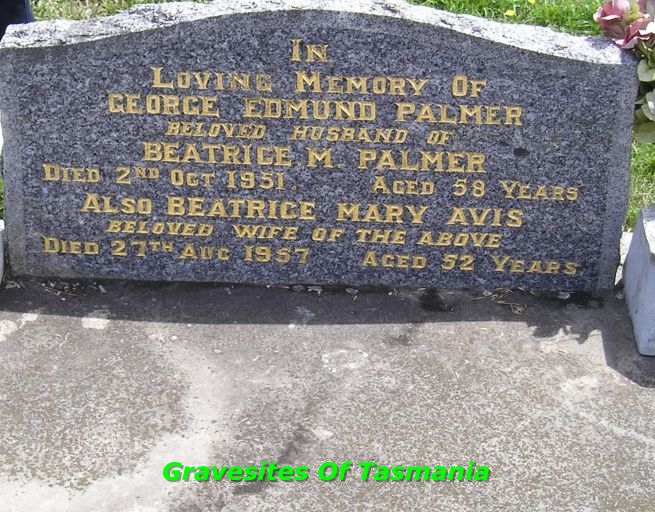 IN
LOVING MEMORY OF
GEORGE EDMUND PALMER
BELOVED HUSBAND OF
BEATRICE M. PALMER
DIED 2ND OCT 1951. AGED 58 YEARS
ALSO BEATRICE MARY AVIS
BELOVED WIFE OF THE ABOVE
DIED 27TH AUG 1957 AGED 52 YEARS
Gravesites Of Tasmania